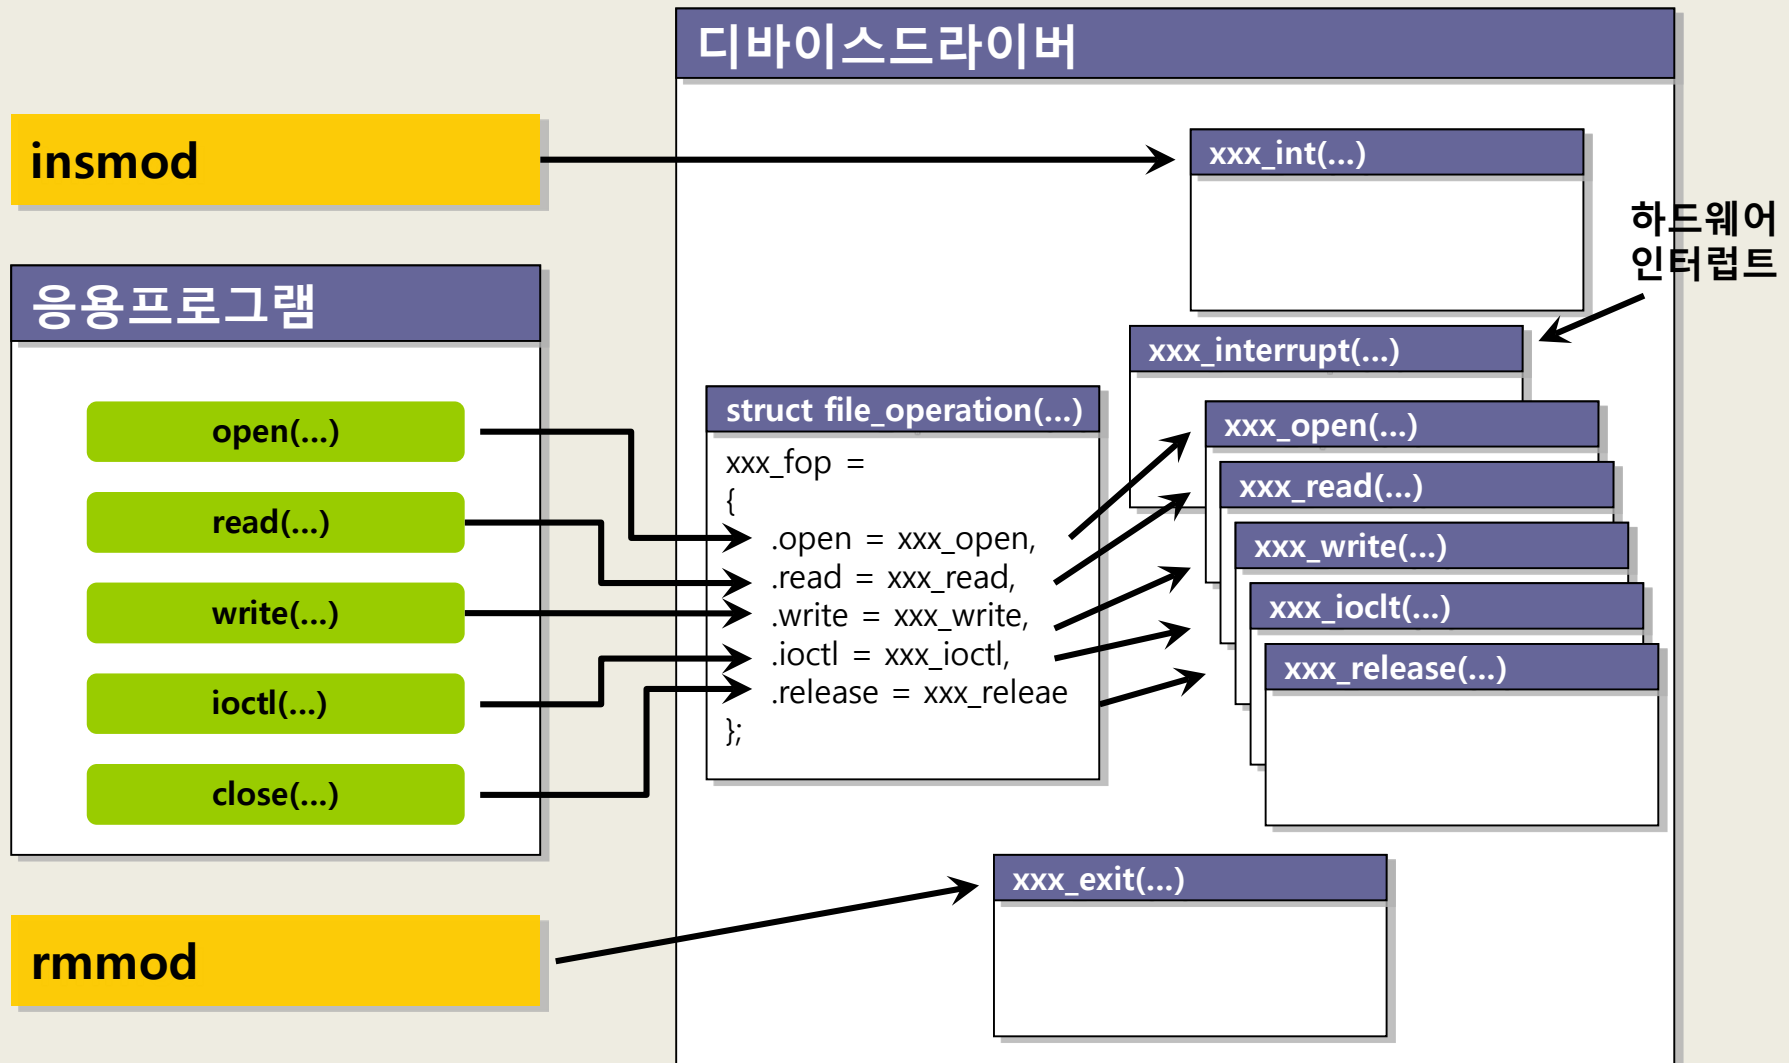 디바이스드라이버
insmod
xxx_int(...)
하드웨어
인터럽트
응용프로그램
open(...)
read(...)
write(...)
ioctl(...)
close(...)
struct file_operation(...)
xxx_fop =
{
.open = xxx_open,
.read = xxx_read,
.write = xxx_write,
.ioctl = xxx_ioctl,
.release = xxx_releae
};
xxx_interrupt(...)
xxx_open(...)
xxx_read(...)
xxx_write(...)
xxx_ioclt(...)
xxx_release(...)
rmmod
xxx_exit(...)